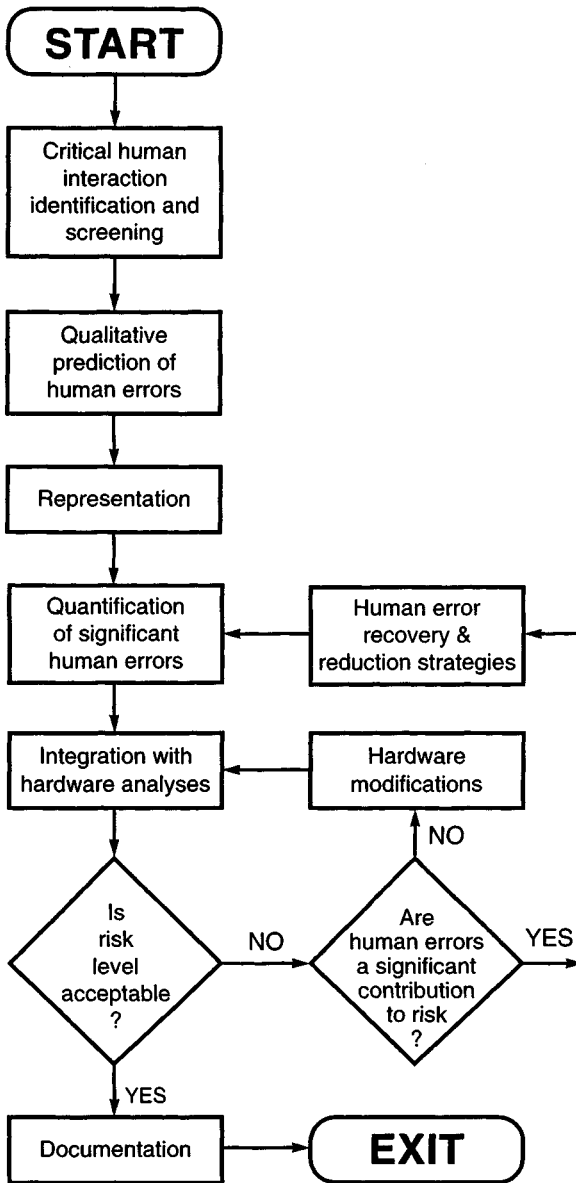 START
Critical human
interaction
identification and
screening
Qualitative
prediction of
human errors
Representation
Quantification
of significant
human errors
Human error
recovery &
reduction strategies
Integration with
hardware analyses
Hardware
modifications
NO
Is
risk
level
acceptable
?
NO
Are
human errors
a significant
contribution
to risk
?
YES
YES
Documentation
EXIT